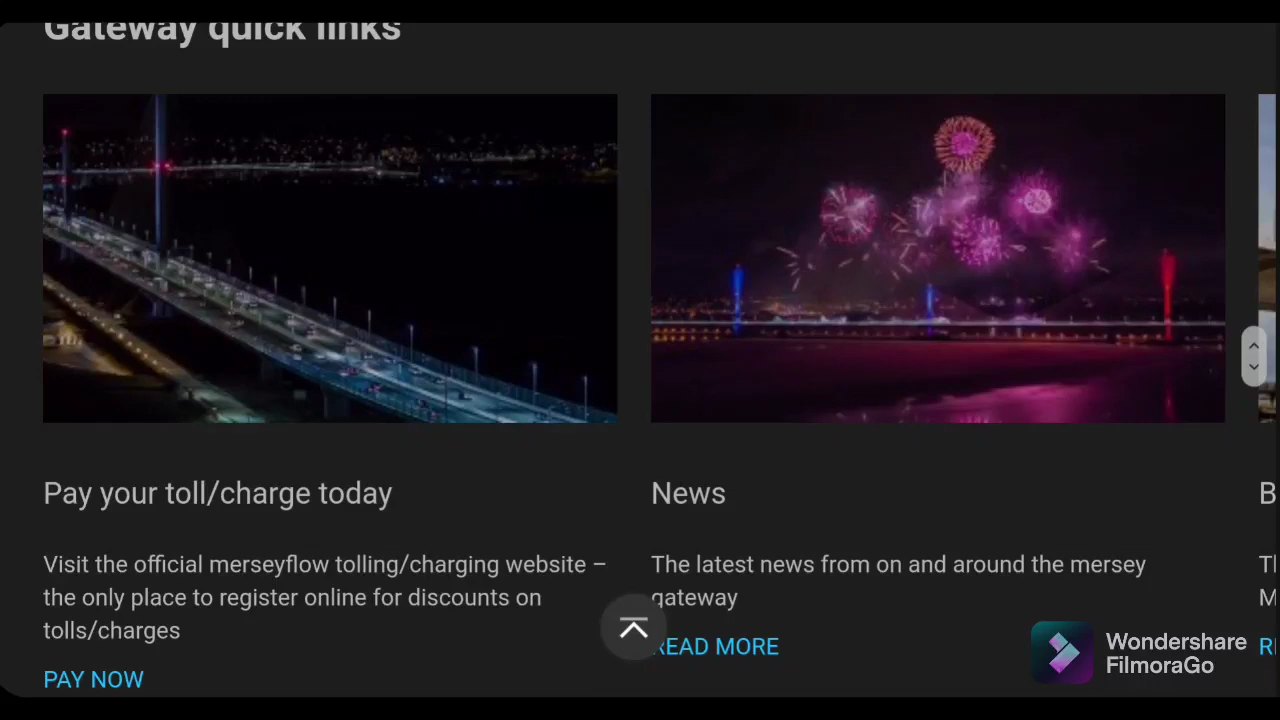 Gateway quick links
Pay your toll/charge today
Visit the official merseyflow tolling/charging website –
the only place to register online for discounts on
tolls/charges
PAY NOW
News
The latest news from on and around the mersey
gateway
READ MORE
B
Wondershare
FilmoraGo